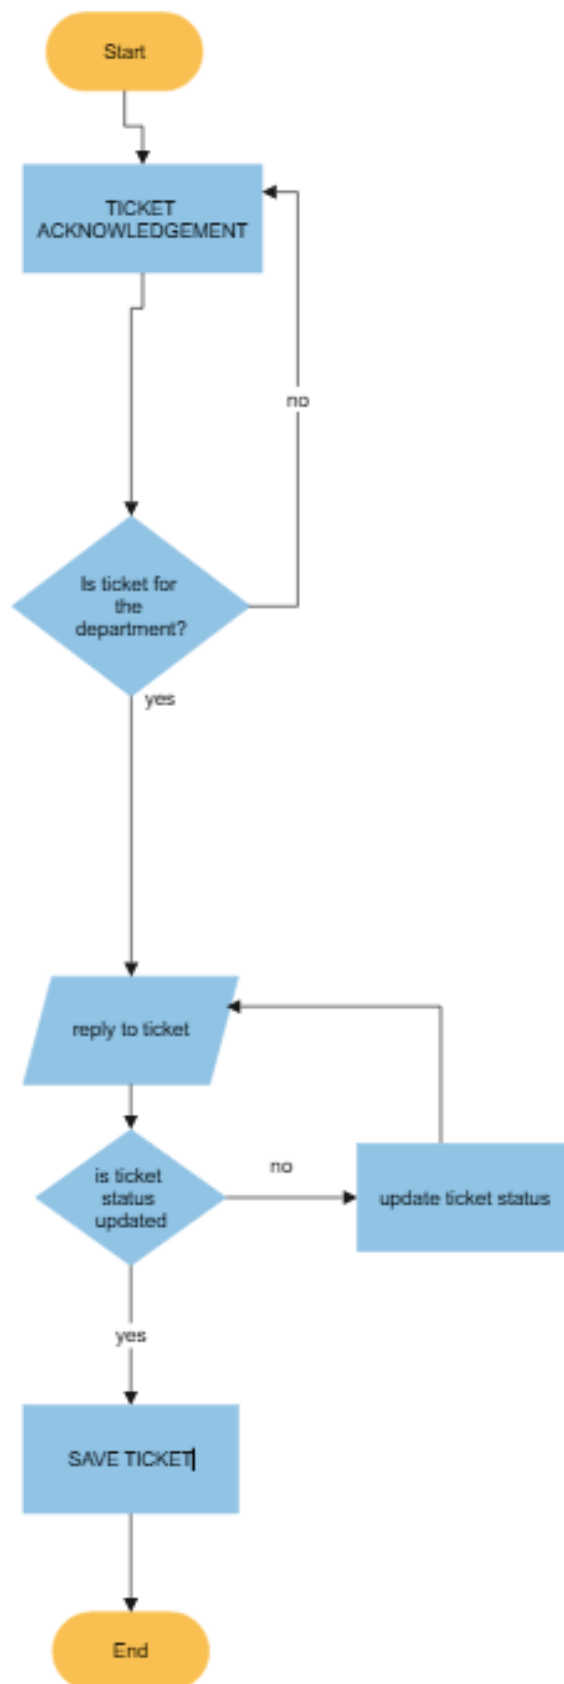 Start
TICKET
ACKNOWLEDGEMENT
no
Is ticket for
the
department?
yes
reply to ticket
is ticket
status
updated
no
update ticket status
yes
SAVE TICKET
End